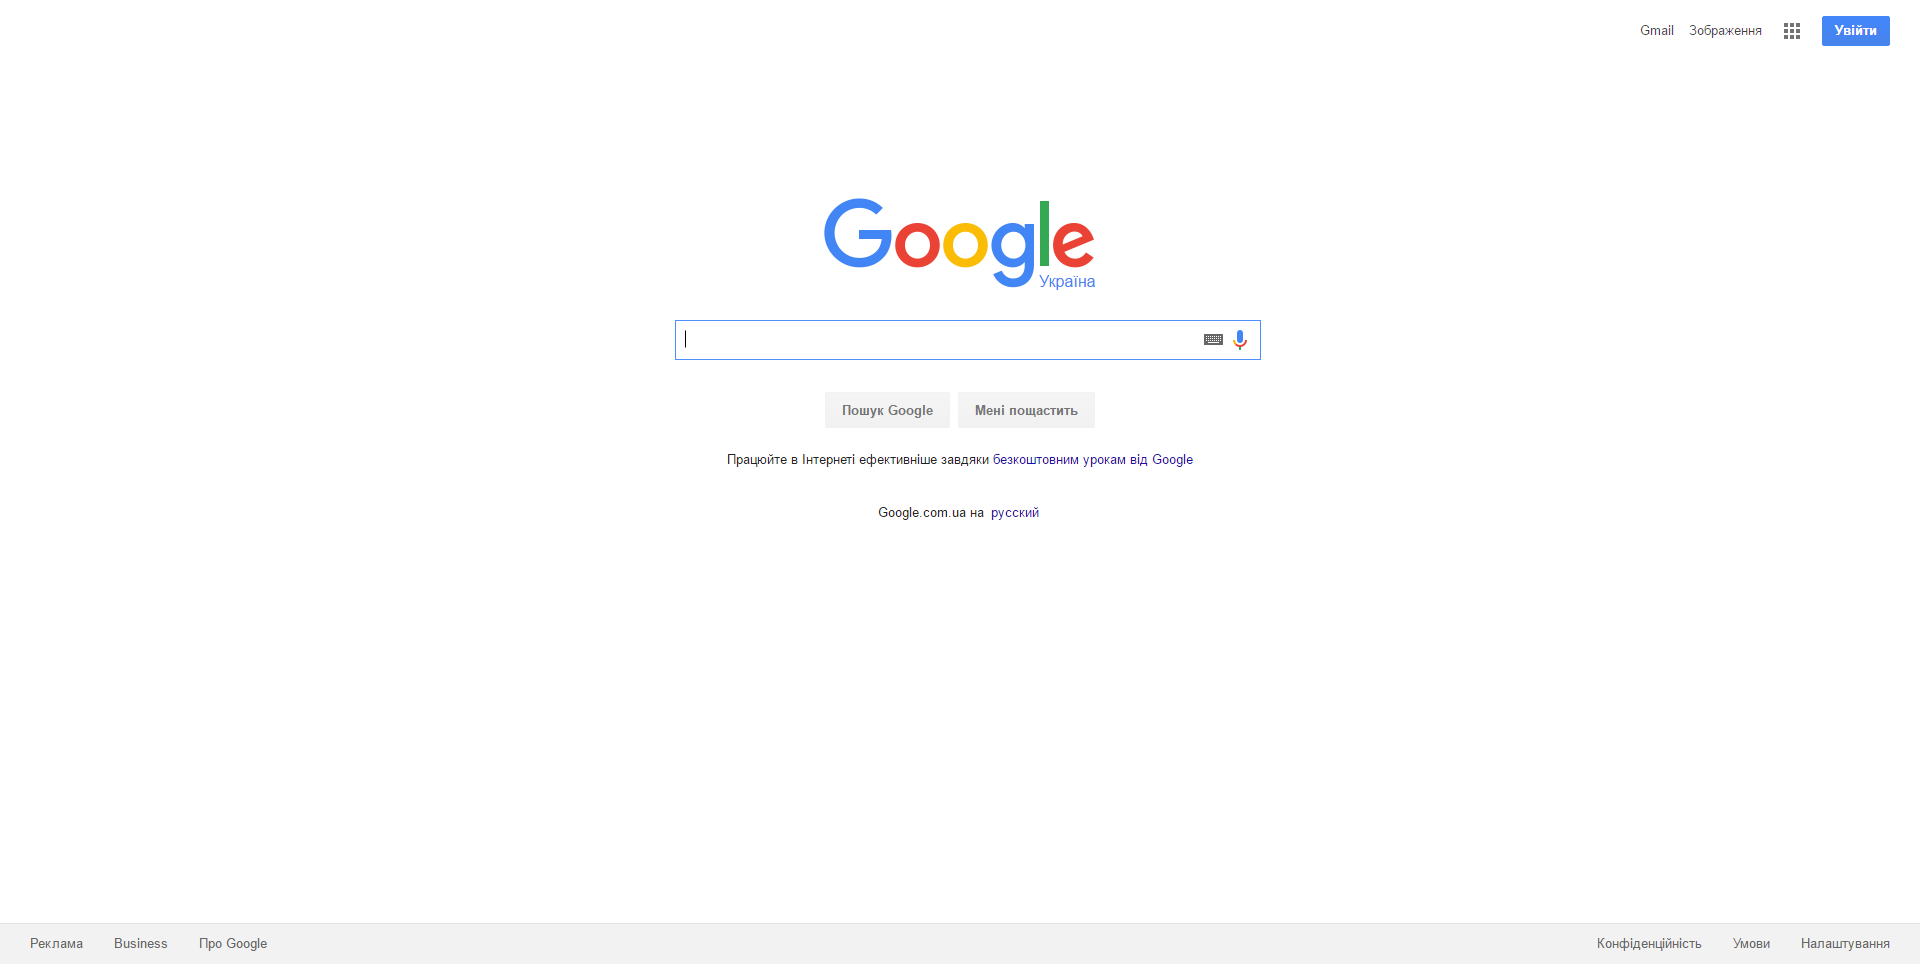 Gmail Зображення Увійти
Google
Україна
Пошук Google Мені пощастить
Працюйте в Інтернеті ефективніше завдяки безкоштовним урокам від Google
Google.com.ua на русский
Реклама Business Про Google Конфіденційність Умови Налаштування